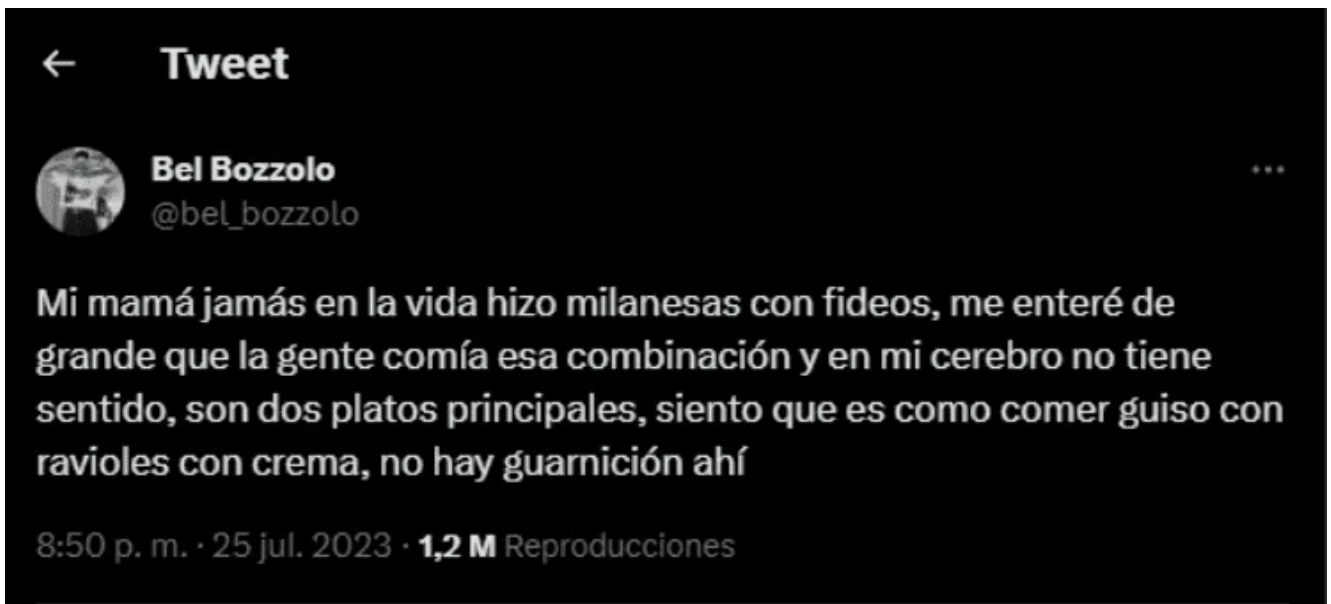 Tweet
Bel Bozzolo
@bel_bozzolo
Mi mamá jamás en la vida hizo milanesas con fideos, me enteré de
grande que la gente comía esa combinación y en mi cerebro no tiene
sentido, son dos platos principales, siento que es como comer guiso con
ravioles con crema, no hay guarnición ahí
8:50 p. m. · 25 jul. 2023 · 1,2 M Reproducciones